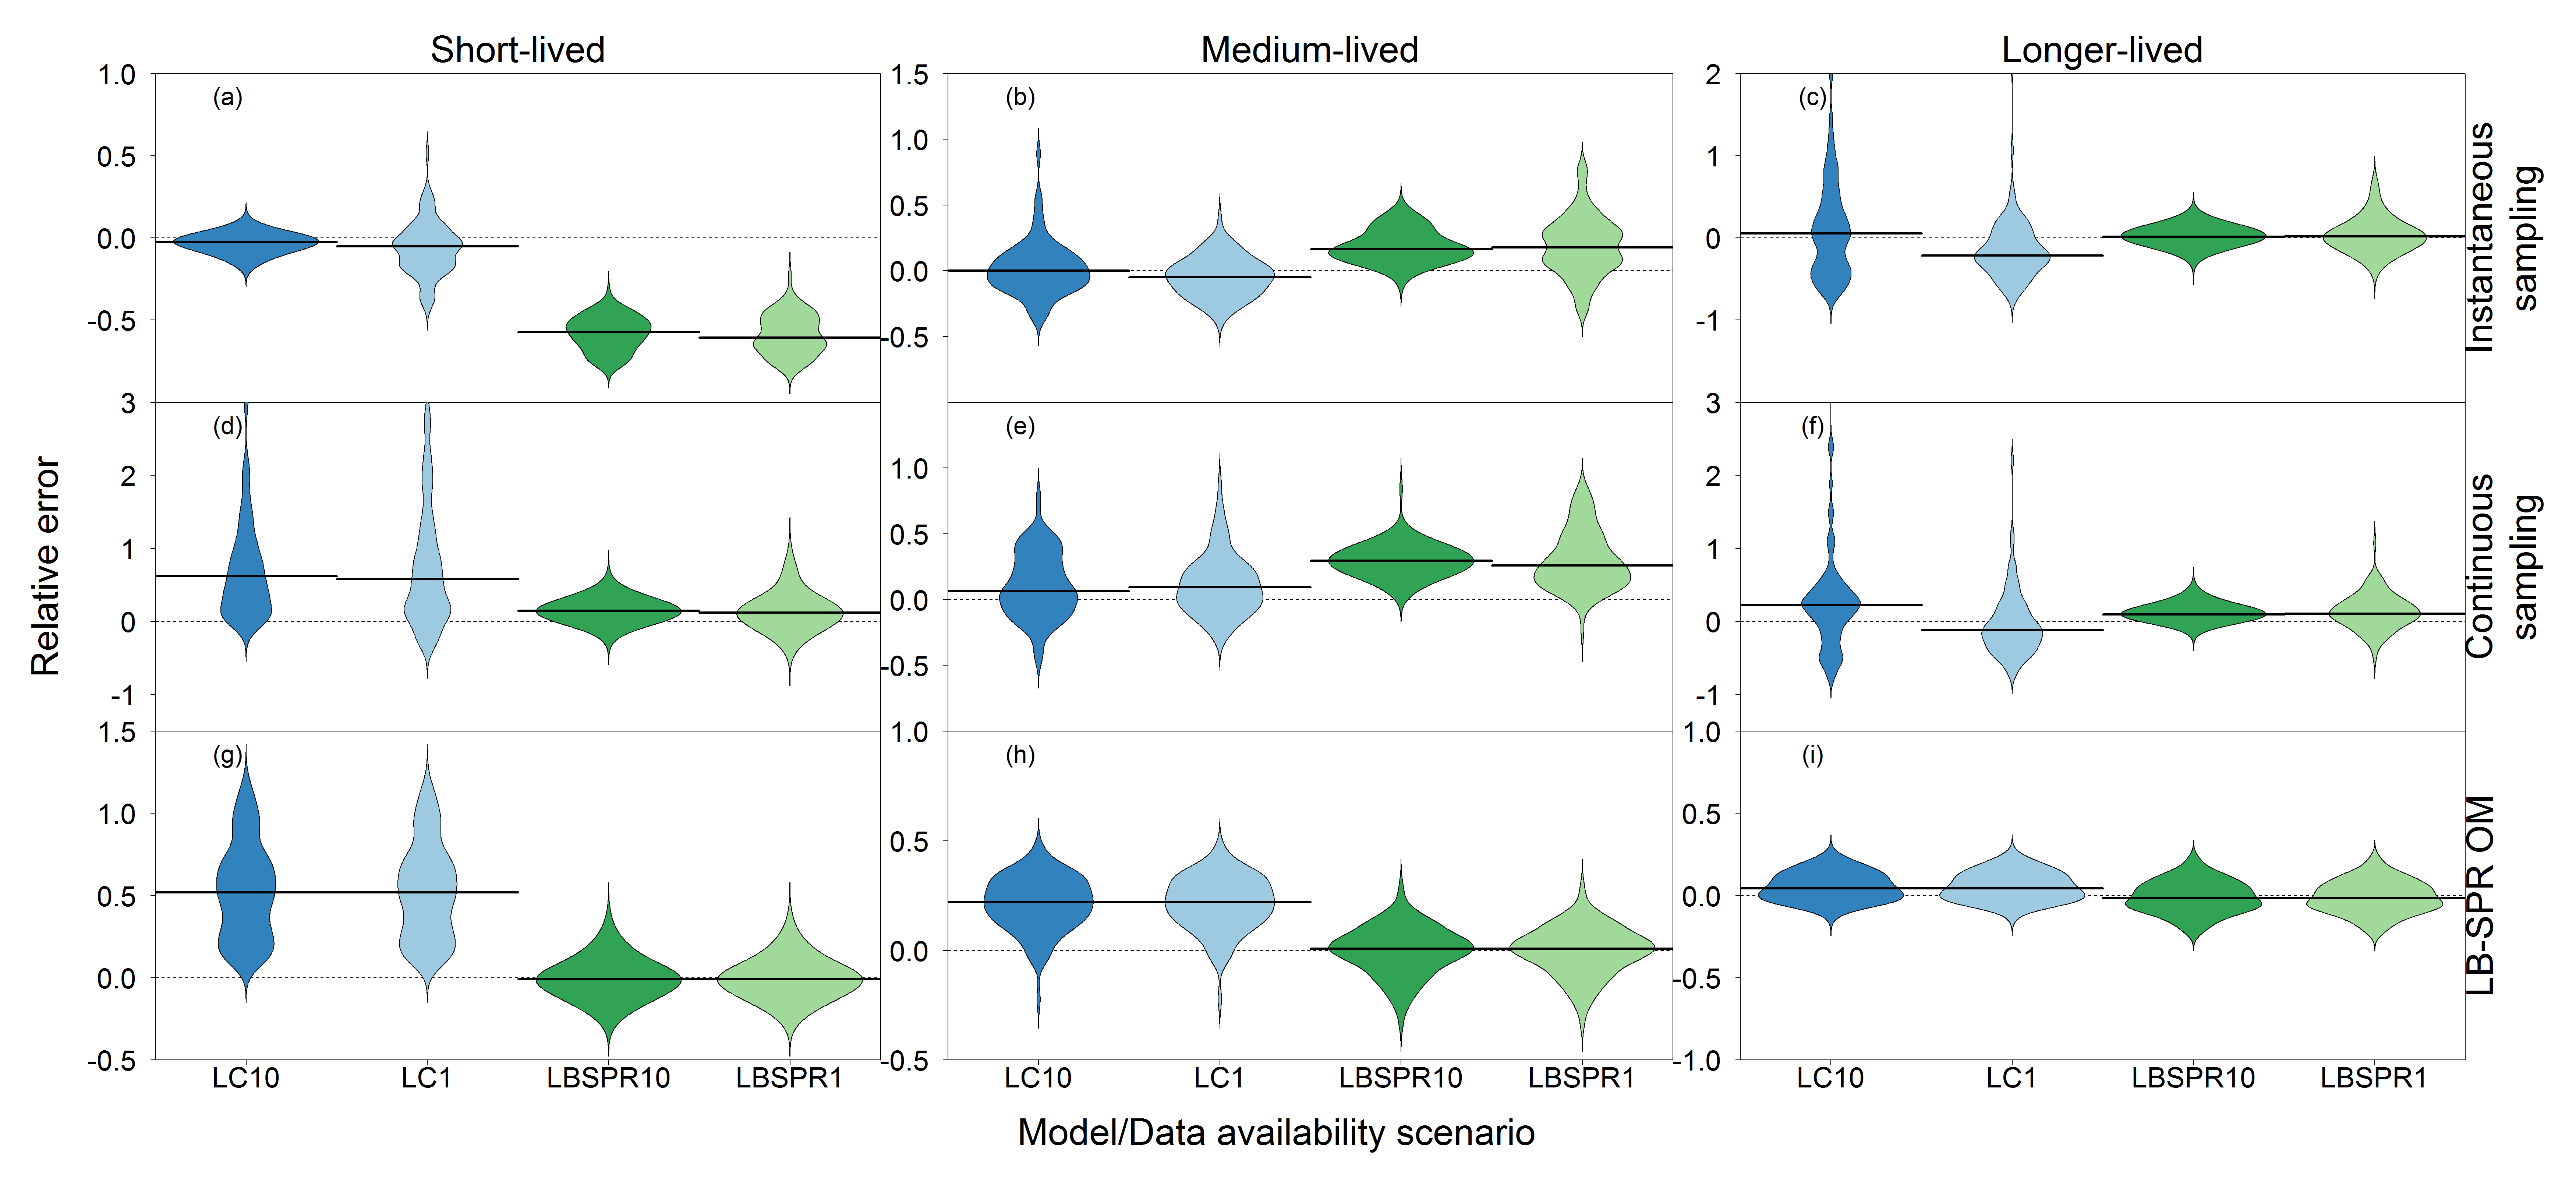 Short-lived
Medium-lived
Longer-lived
(a)
1.0
0.5
0.0
-0.5
(b)
1.5
1.0
0.5
0.0
-0.5
(c)
2
1
0
-1
Instantaneous
sampling
(d)
3
2
1
0
-1
(e)
1.0
0.5
0.0
-0.5
(f)
3
2
1
0
-1
Continuous
sampling
(g)
1.5
1.0
0.5
0.0
-0.5
(h)
1.0
0.5
0.0
-0.5
(i)
1.0
0.5
0.0
-0.5
-1.0
LB-SPR OM
Relative error
LC10 LC1 LBSPR10 LBSPR1
LC10 LC1 LBSPR10 LBSPR1
LC10 LC1 LBSPR10 LBSPR1
Model/Data availability scenario